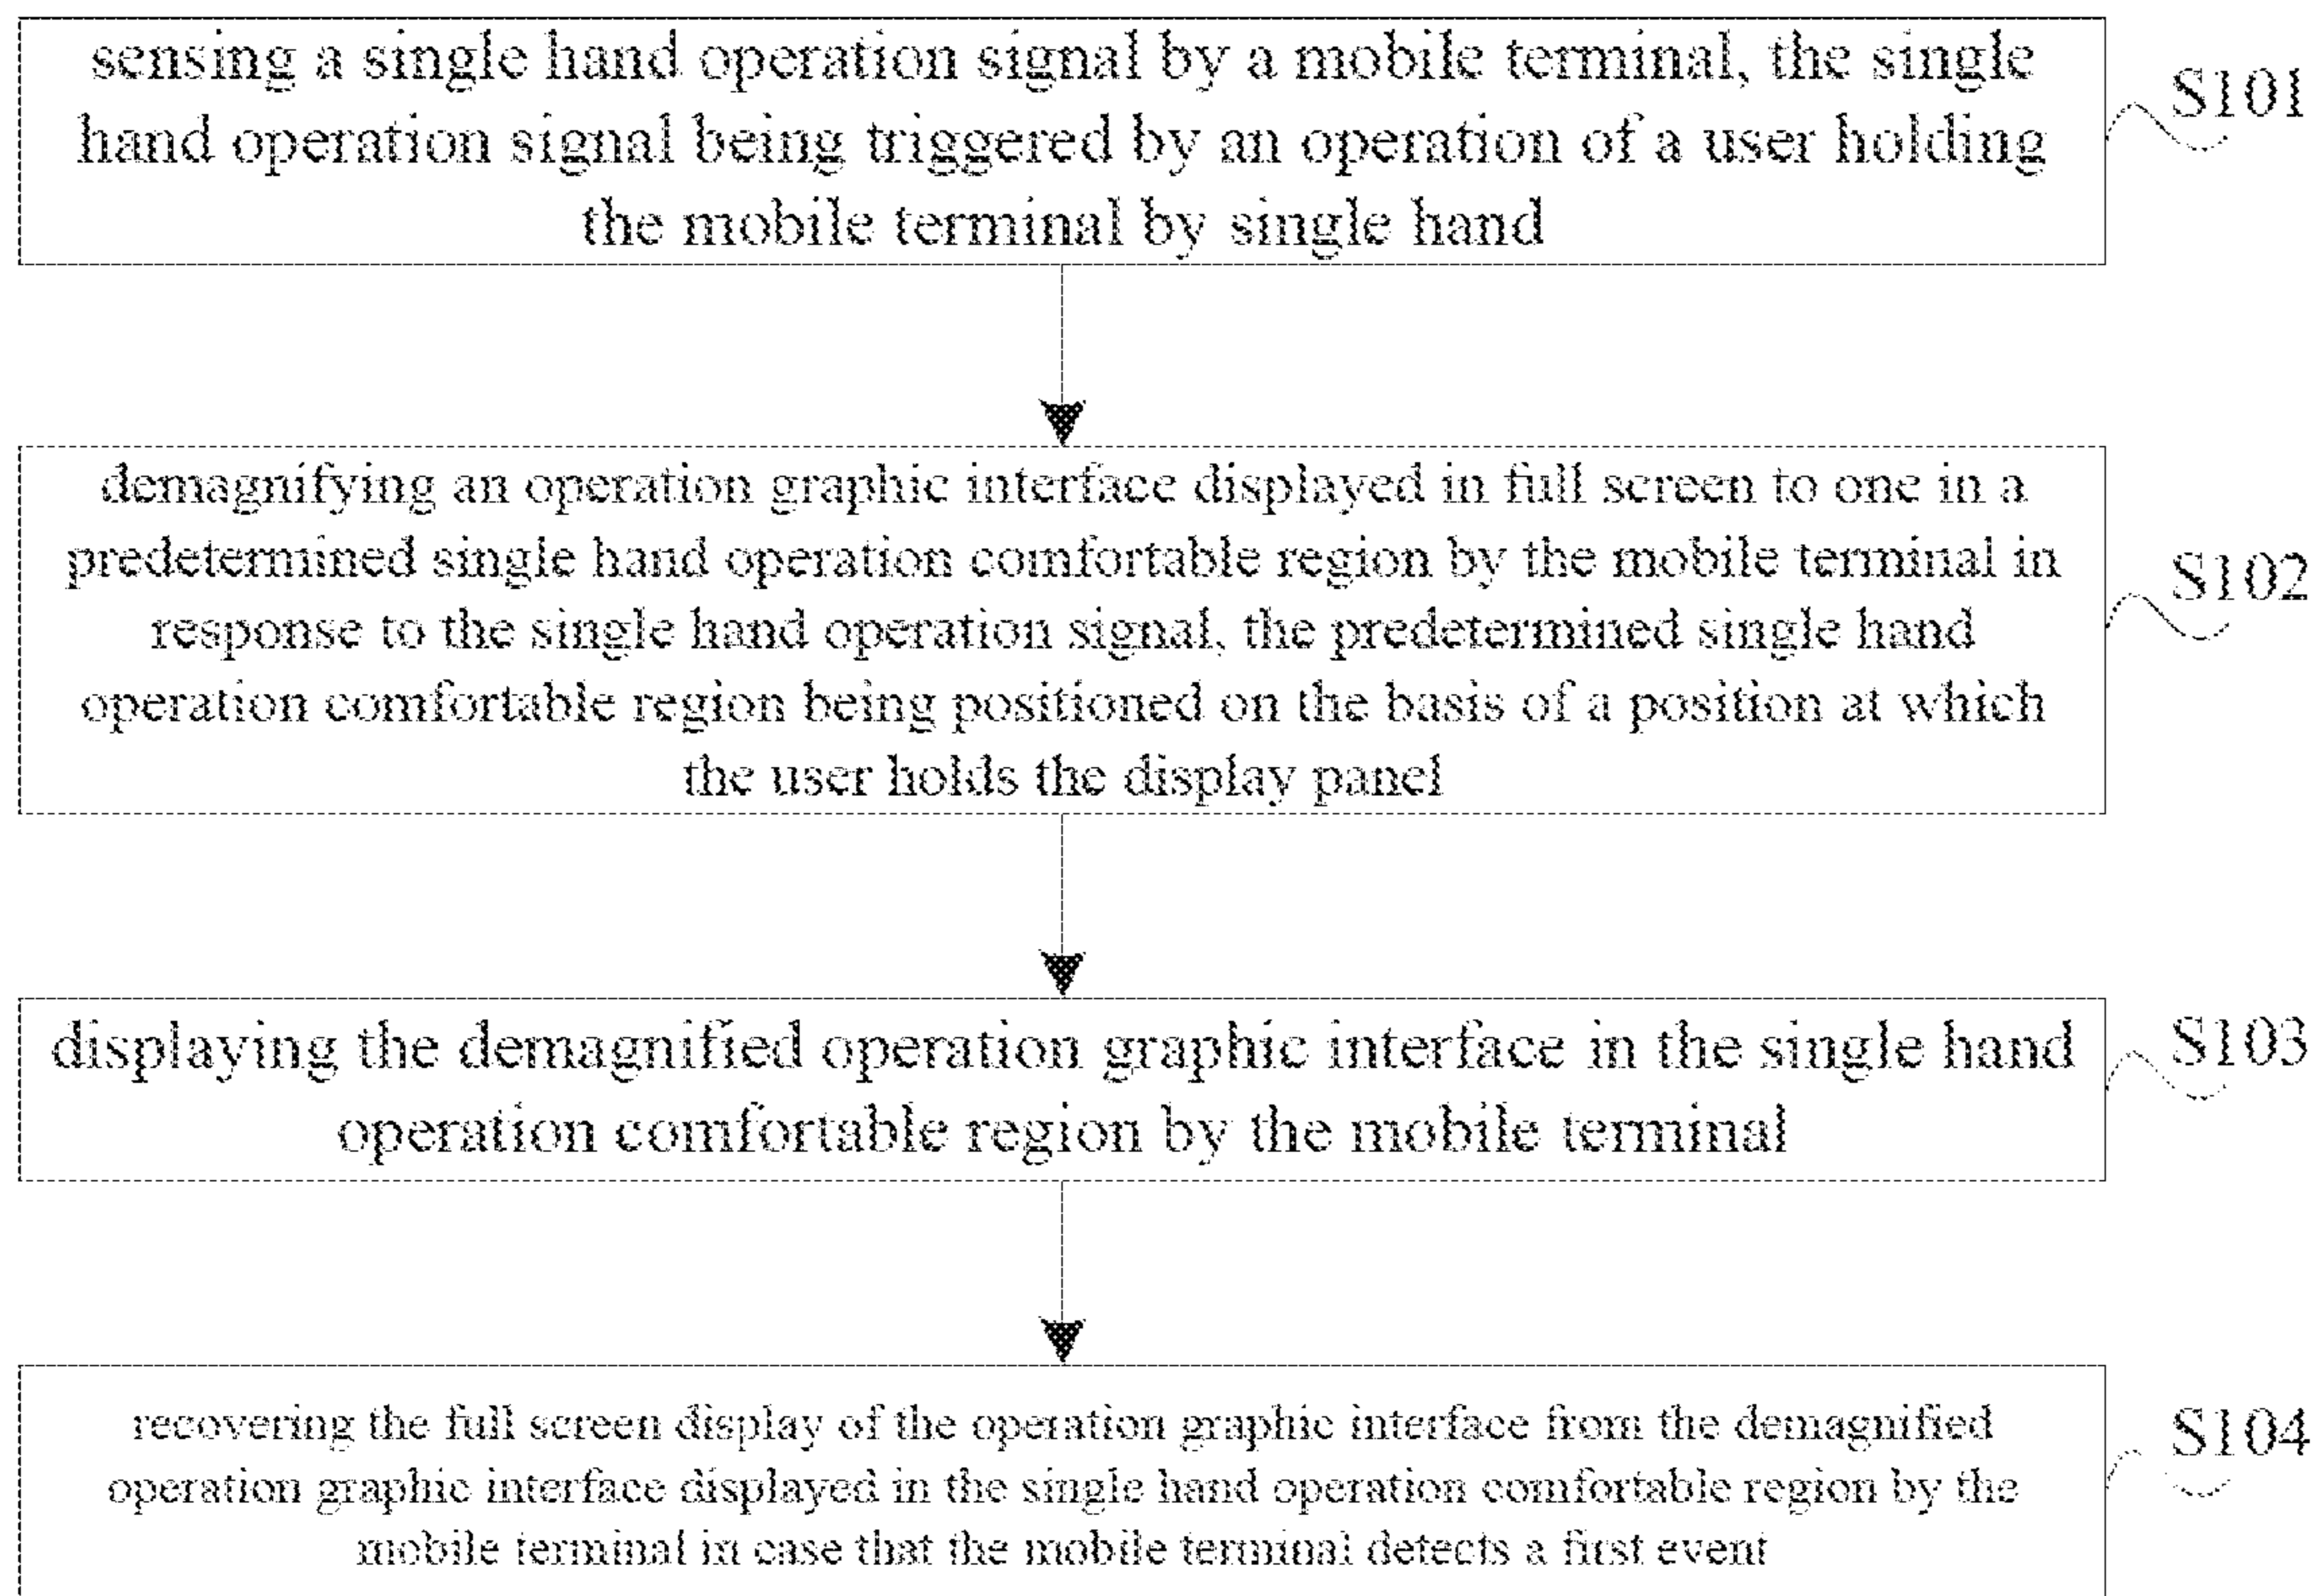 sensing a single hand operation signal by a mobile terminal, the single
hand operation signal being triggered by an operation of a user holding
the mobile terminal by single hand
S101
demagnifying an operation graphic interface displayed in full screen to one in a
predetermined single hand operation comfortable region by the mobile terminal in
response to the single hand operation signal, the predetermined single hand
operation comfortable region being positioned on the basis of a position at which
the user holds the display panel
S102
displaying the demagnified operation graphic interface in the single hand
operation comfortable region by the mobile terminal
S103
recovering the full screen display of the operation graphic interface from the demagnified
operation graphic interface displayed in the single hand operation comfortable region by the
mobile terminal in case that the mobile terminal detects a first event
S104